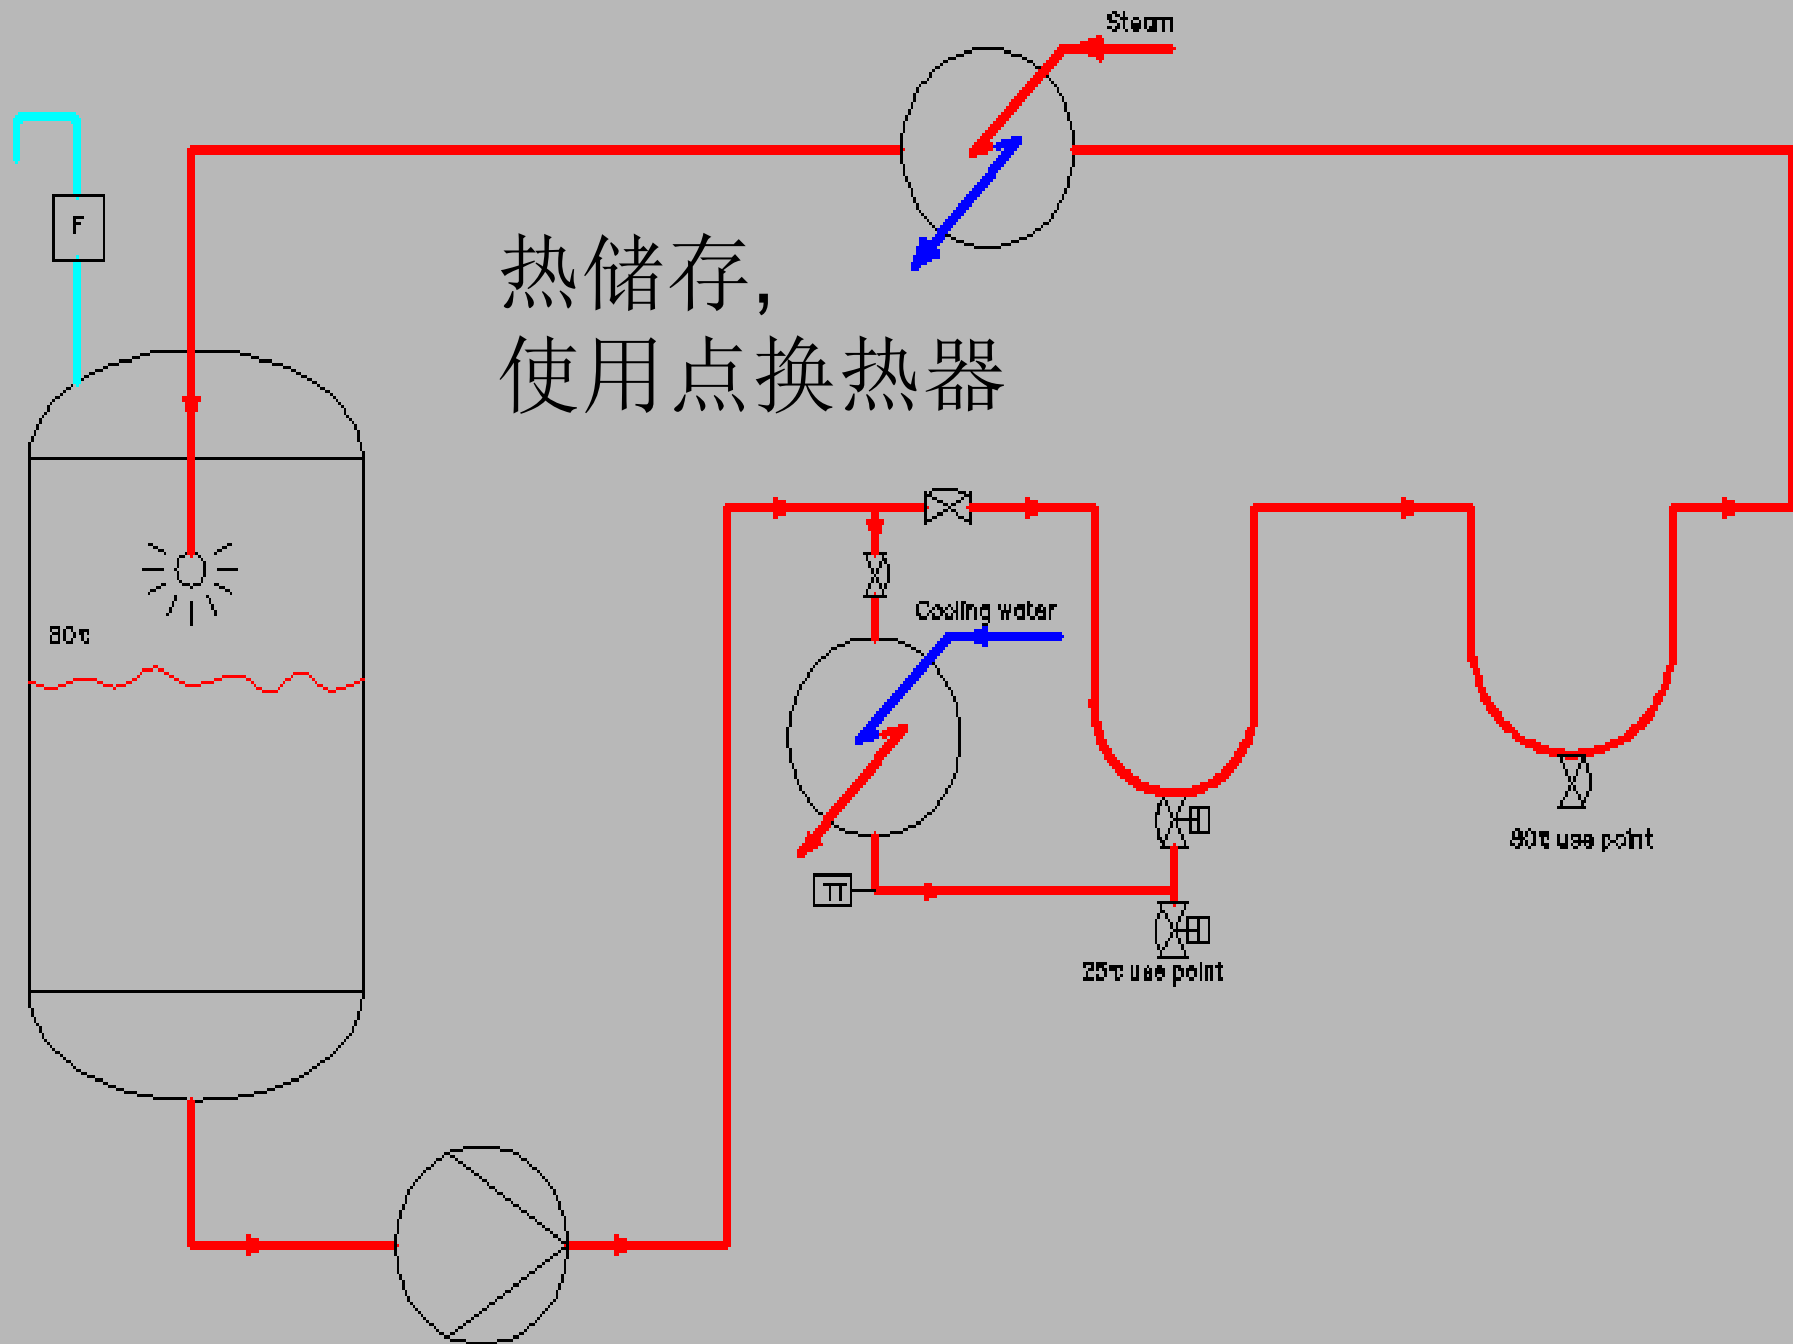 Steam
F
热储存,
使用点换热器
80℃
Cooling water
80℃ use point
TT
25℃ use point